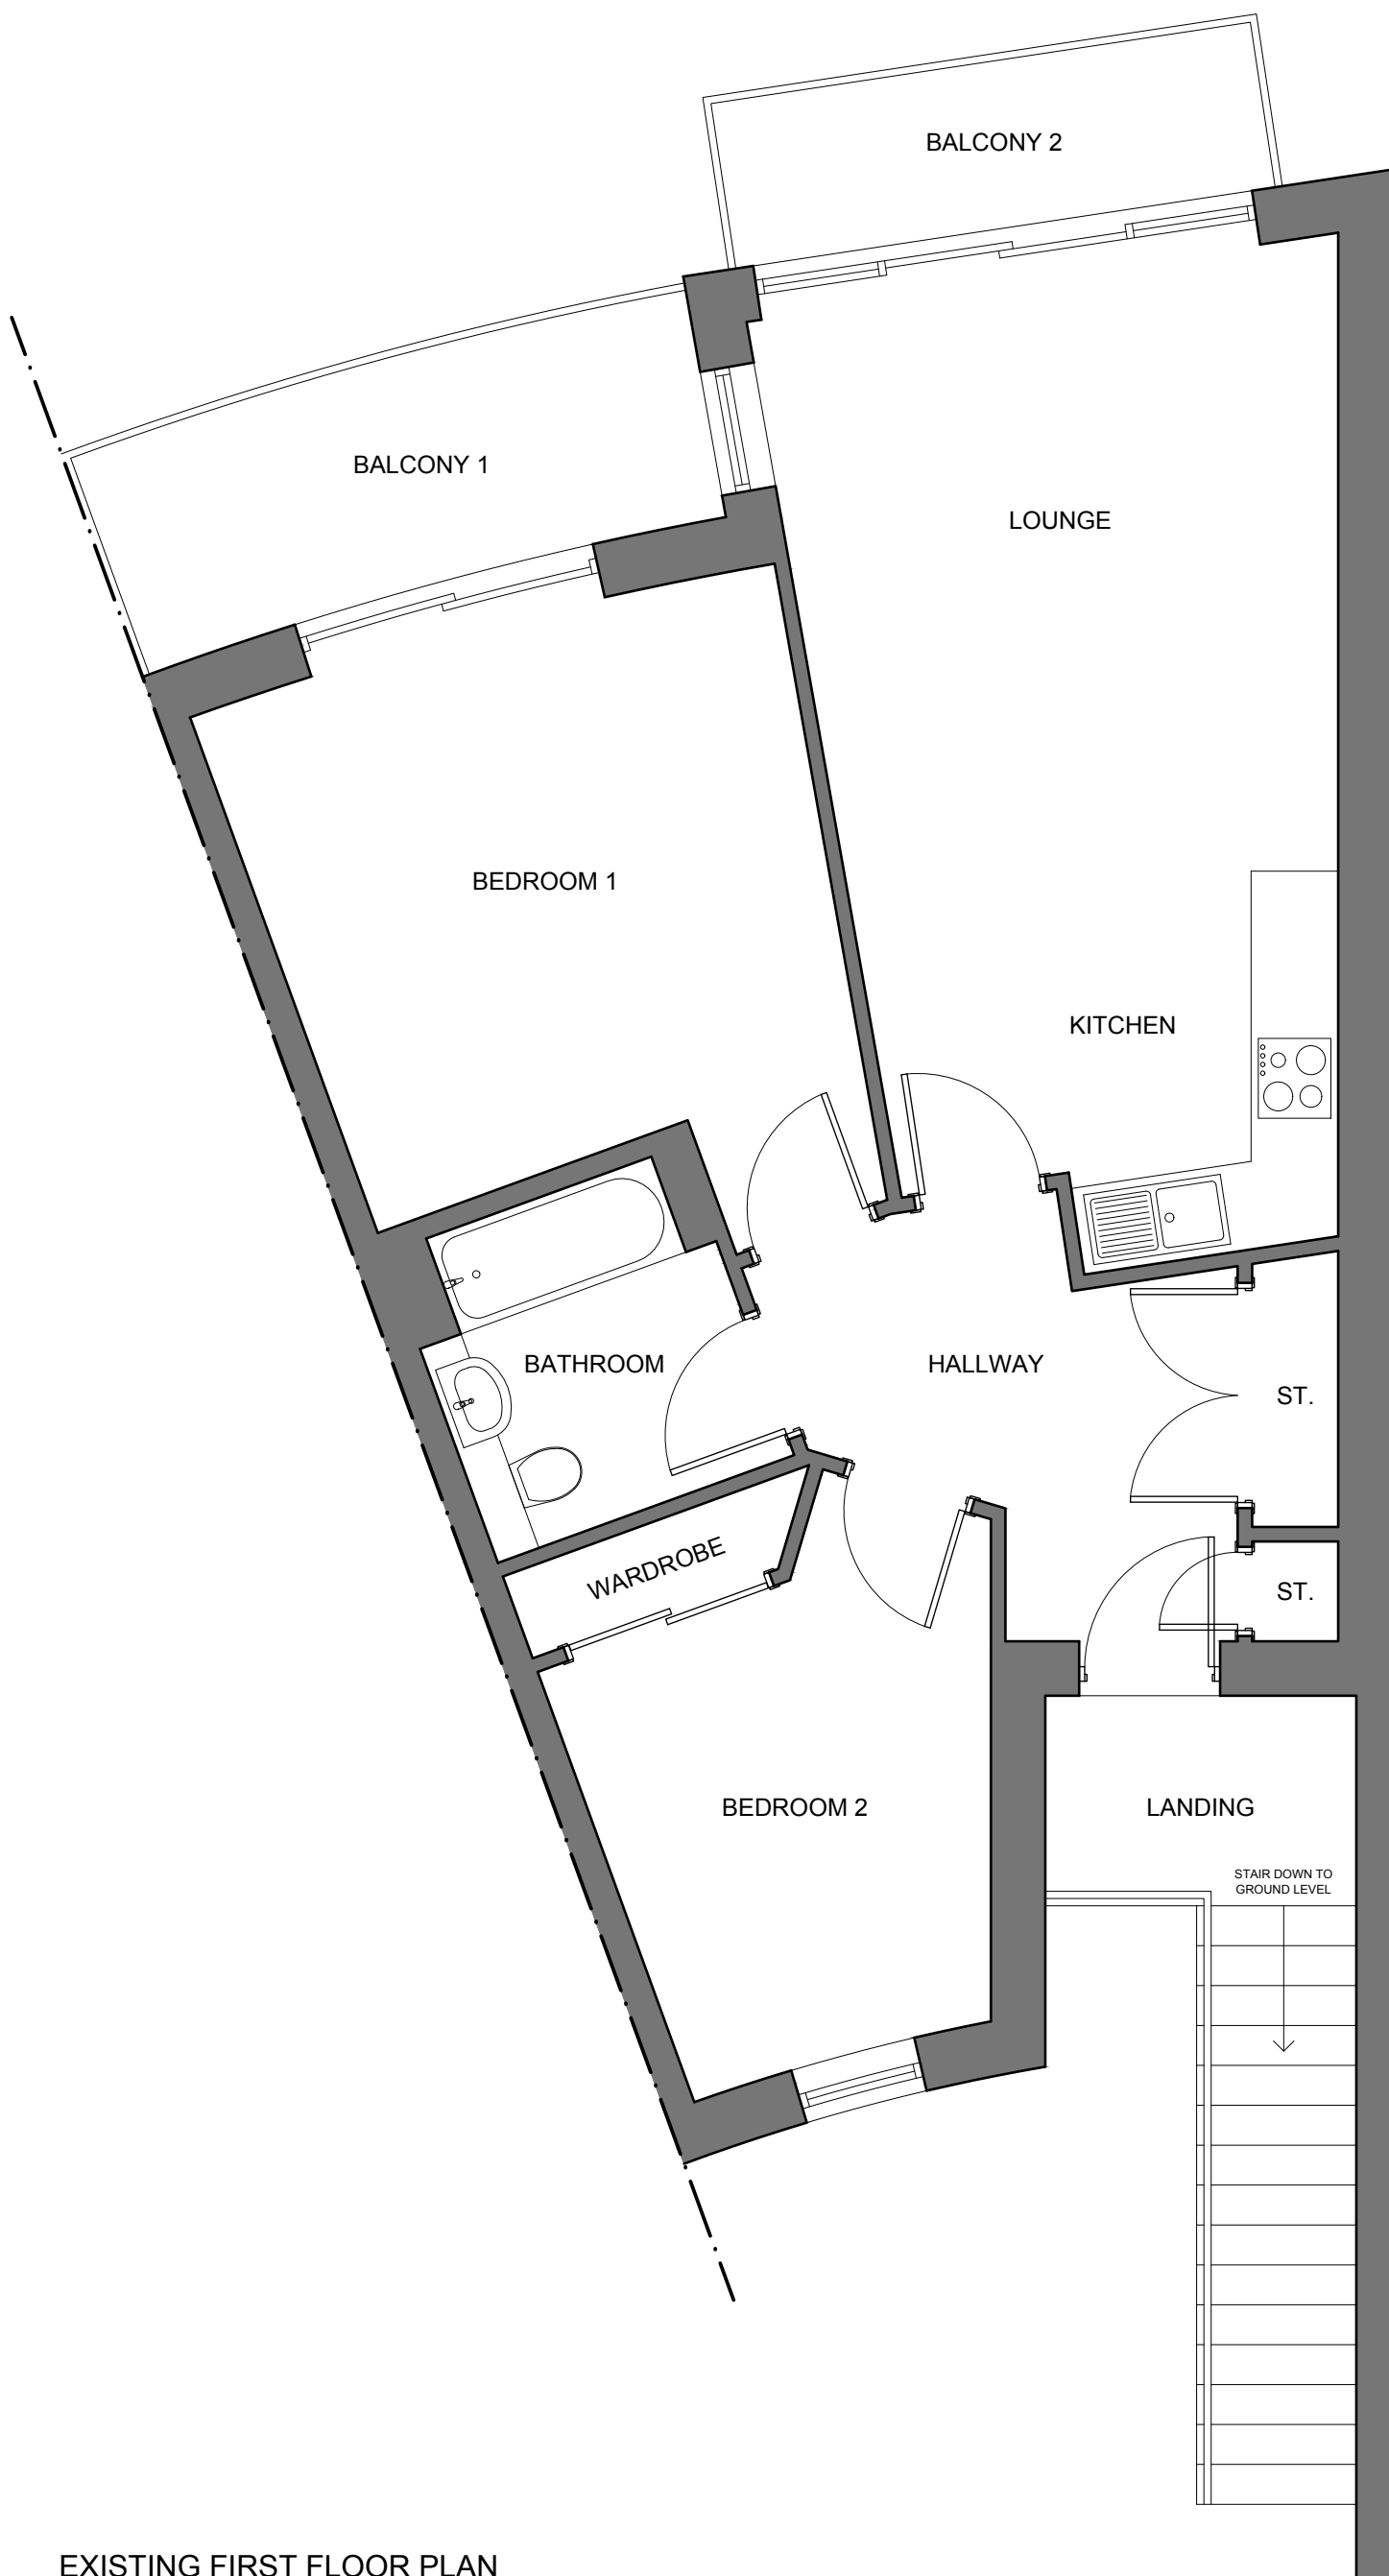 BALCONY 2
BALCONY 1
LOUNGE
BEDROOM 1
KITCHEN
BATHROOM
HALLWAY
ST.
WARDROBE
ST.
BEDROOM 2
LANDING
STAIR DOWN TO
GROUND LEVEL
EXISTING FIRST FLOOR PLAN